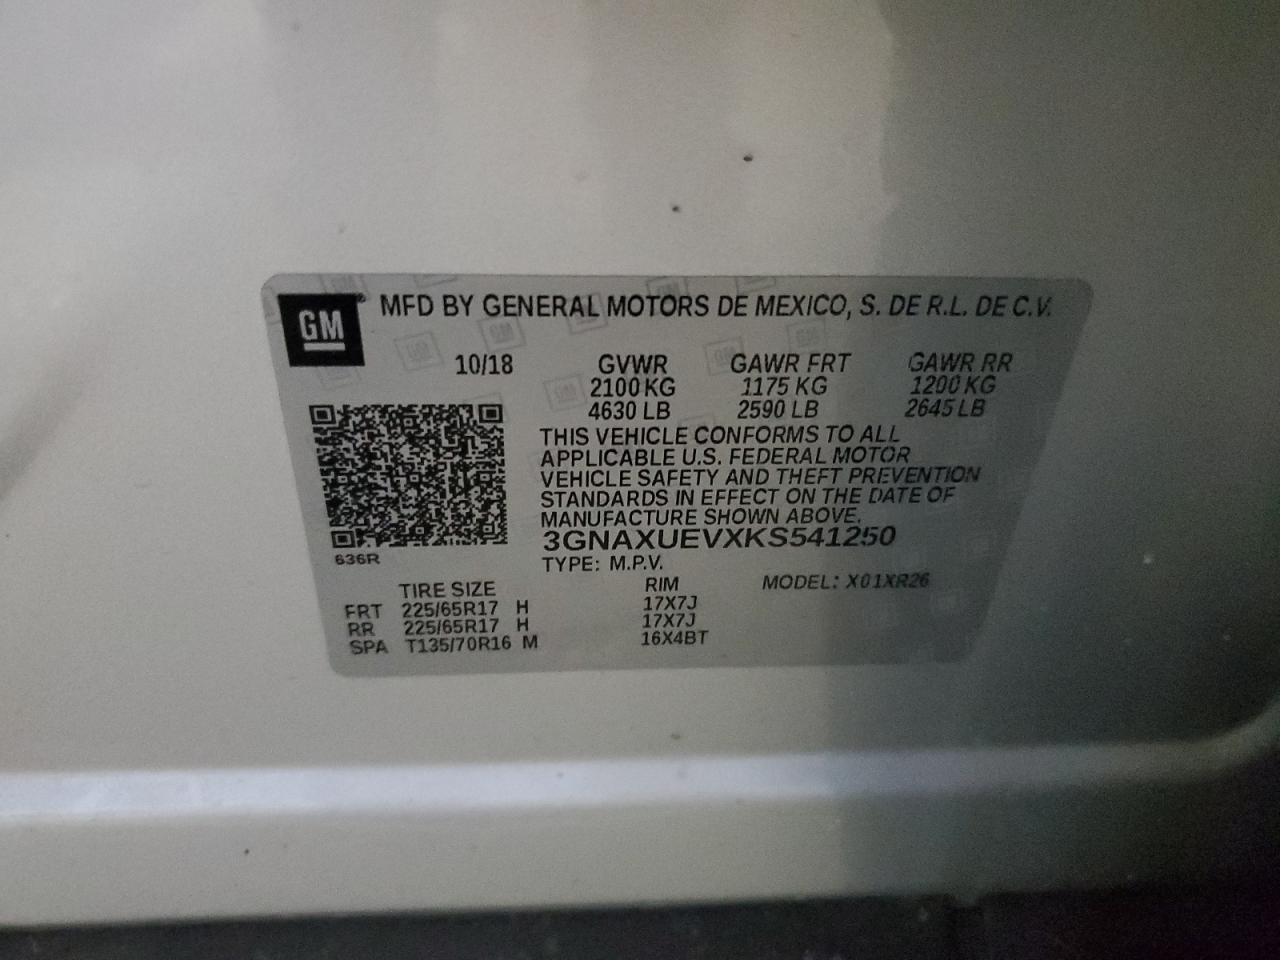 GM
MFD BY GENERAL MOTORS DE MEXICO, S. DE R.L. DE C.V.
10/18 GVWR GAWR FRT GAWR RR
2100 KG 1175 KG 1200 KG
4630 LB 2590 LB 2645 LB
THIS VEHICLE CONFORMS TO ALL
APPLICABLE U.S. FEDERAL MOTOR
VEHICLE SAFETY AND THEFT PREVENTION
STANDARDS IN EFFECT ON THE DATE OF
MANUFACTURE SHOWN ABOVE.
3GNAXUEVXKS541250
636R
TYPE: M.P.V.
TIRE SIZE RIM MODEL: X01XR26
FRT 225/65R17 H 17X7J
RR 225/65R17 H 17X7J
SPA T135/70R16 M 16X4BT